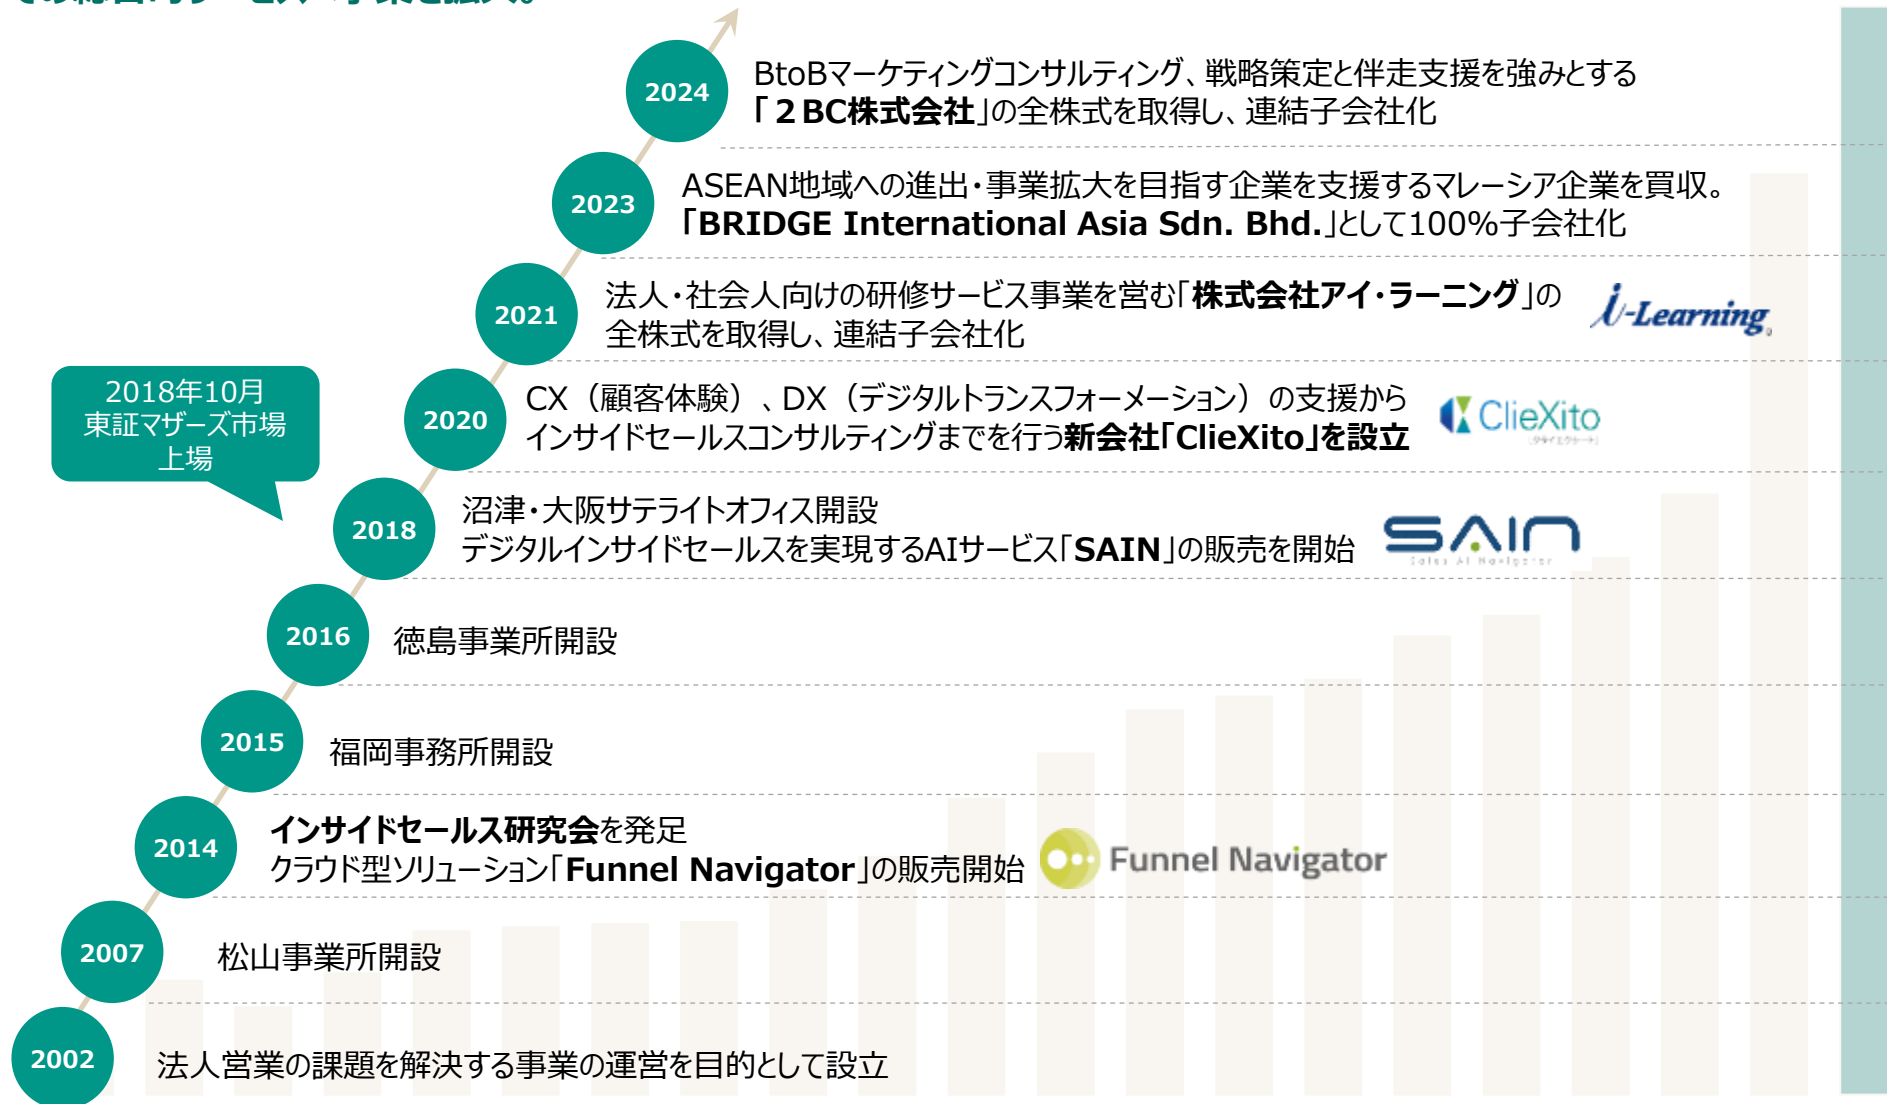 2024
BtoBマーケティングコンサルティング、戦略策定と伴走支援を強みとする
「２BC株式会社」の全株式を取得し、連結子会社化
2023
ASEAN地域への進出・事業拡大を目指す企業を支援するマレーシア企業を買収。
「BRIDGE International Asia Sdn. Bhd.」として100%子会社化
2021
法人・社会人向けの研修サービス事業を営む「株式会社アイ・ラーニング」の
全株式を取得し、連結子会社化
i-Learning
2018年10月
東証マザーズ市場
上場
2020
CX（顧客体験）、DX（デジタルトランスフォーメーション）の支援から
インサイドセールスコンサルティングまでを行う新会社「ClieXito」を設立
ClieXito
2018
沼津・大阪サテライトオフィス開設
デジタルインサイドセールスを実現するAIサービス「SAIN」の販売を開始
SAIN
Sales AI Navigator
2016
徳島事業所開設
2015
福岡事務所開設
2014
インサイドセールス研究会を発足
クラウド型ソリューション「Funnel Navigator」の販売開始
Funnel Navigator
2007
松山事業所開設
2002
法人営業の課題を解決する事業の運営を目的として設立